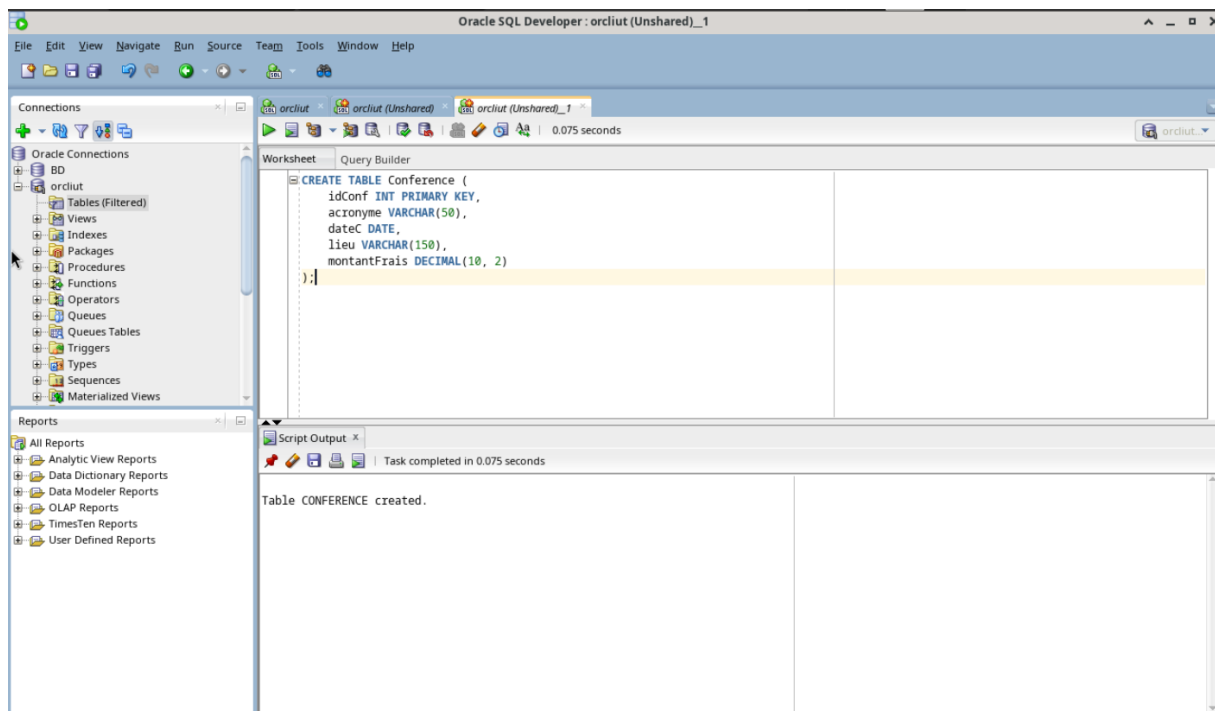 Oracle SQL Developer : orcliut (Unshared)__1
File Edit View Navigate Run Source Team Tools Window Help
Connections
Oracle Connections
BD
orcliut
Tables (Filtered)
Views
Indexes
Packages
Procedures
Functions
Operators
Queues
Queues Tables
Triggers
Types
Sequences
Materialized Views
Reports
All Reports
Analytic View Reports
Data Dictionary Reports
Data Modeler Reports
OLAP Reports
TimesTen Reports
User Defined Reports
orcliut orcliut (Unshared) orcliut (Unshared)__1
0.075 seconds
orcliut...
Worksheet Query Builder
CREATE TABLE Conference (
idConf INT PRIMARY KEY,
acronyme VARCHAR(50),
dateC DATE,
lieu VARCHAR(150),
montantFrais DECIMAL(10, 2)
);
Script Output
Task completed in 0.075 seconds
Table CONFERENCE created.